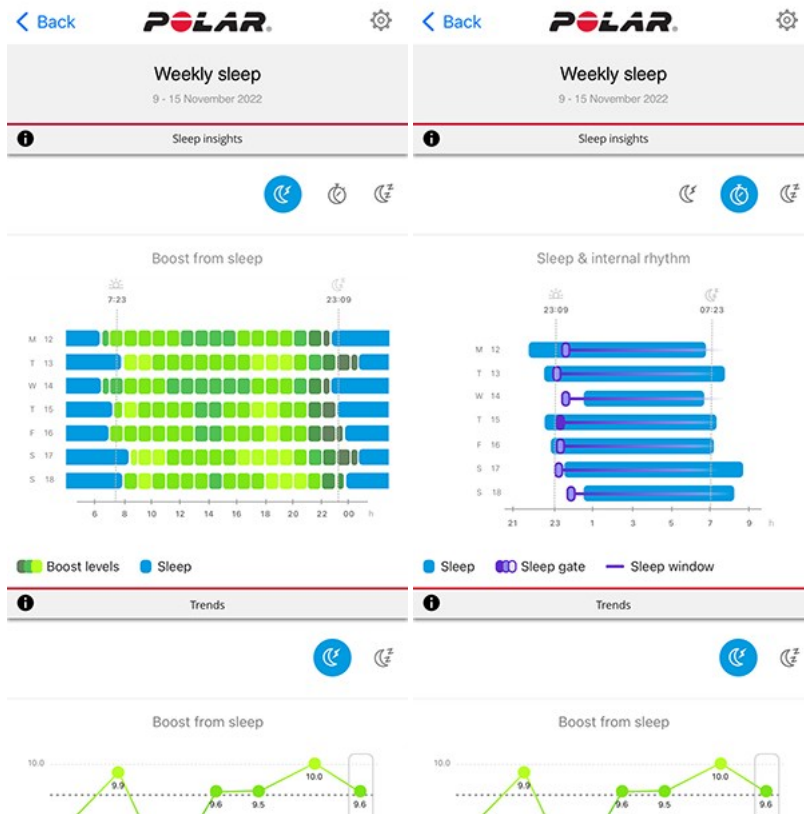 Back
POLAR.
Weekly sleep
9 - 15 November 2022
Sleep insights
Boost from sleep
7:23
23:09
M 12
T 13
W 14
T 15
F 16
S 17
S 18
6 8 10 12 14 16 18 20 22 00 h
Boost levels
Sleep
Trends
Boost from sleep
10.0
9.9
9.6
9.5
10.0
9.6
Back
POLAR.
Weekly sleep
9 - 15 November 2022
Sleep insights
Sleep & internal rhythm
23:09
07:23
M 12
T 13
W 14
T 15
F 16
S 17
S 18
21 23 1 3 5 7 9 h
Sleep
Sleep gate
Sleep window
Trends
Boost from sleep
10.0
9.9
9.6
9.5
10.0
9.6